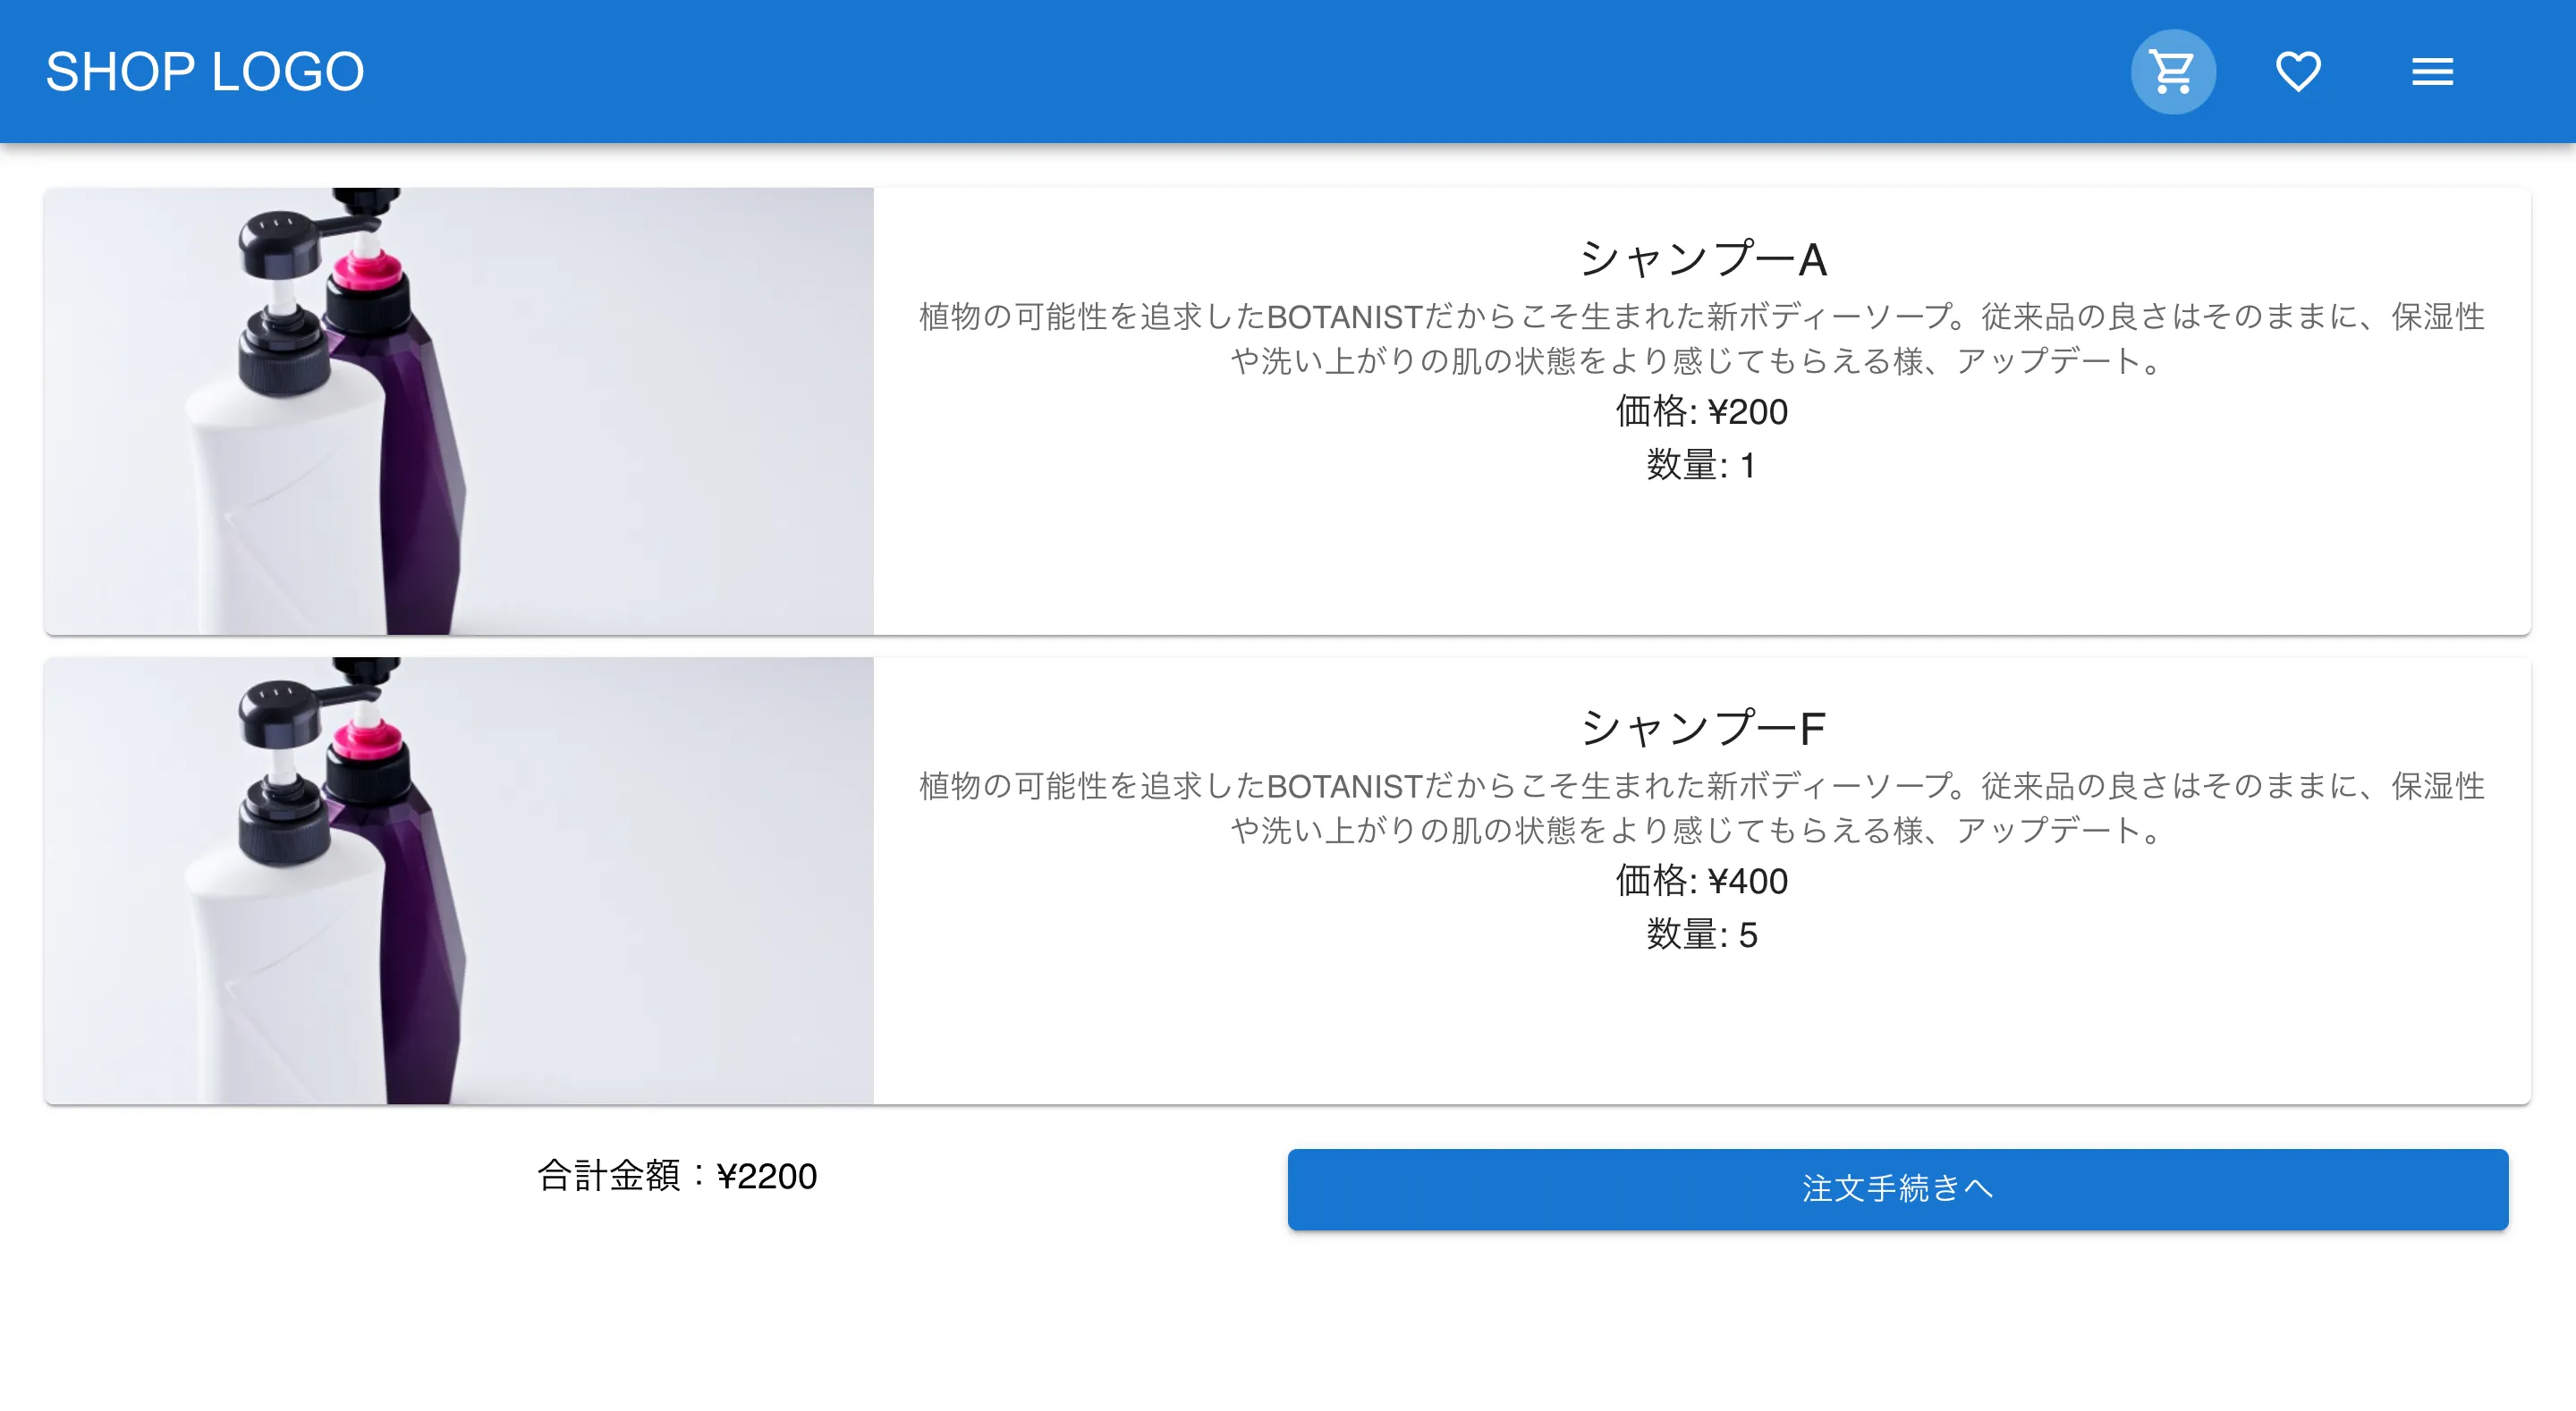 SHOP LOGO
シャンプーA
植物の可能性を追求したBOTANISTだからこそ生まれた新ボディーソープ。従来品の良さはそのままに、保湿性
や洗い上がりの肌の状態をより感じてもらえる様、アップデート。
価格: ¥200
数量: 1
シャンプーF
植物の可能性を追求したBOTANISTだからこそ生まれた新ボディーソープ。従来品の良さはそのままに、保湿性
や洗い上がりの肌の状態をより感じてもらえる様、アップデート。
価格: ¥400
数量: 5
合計金額：¥2200
注文手続きへ